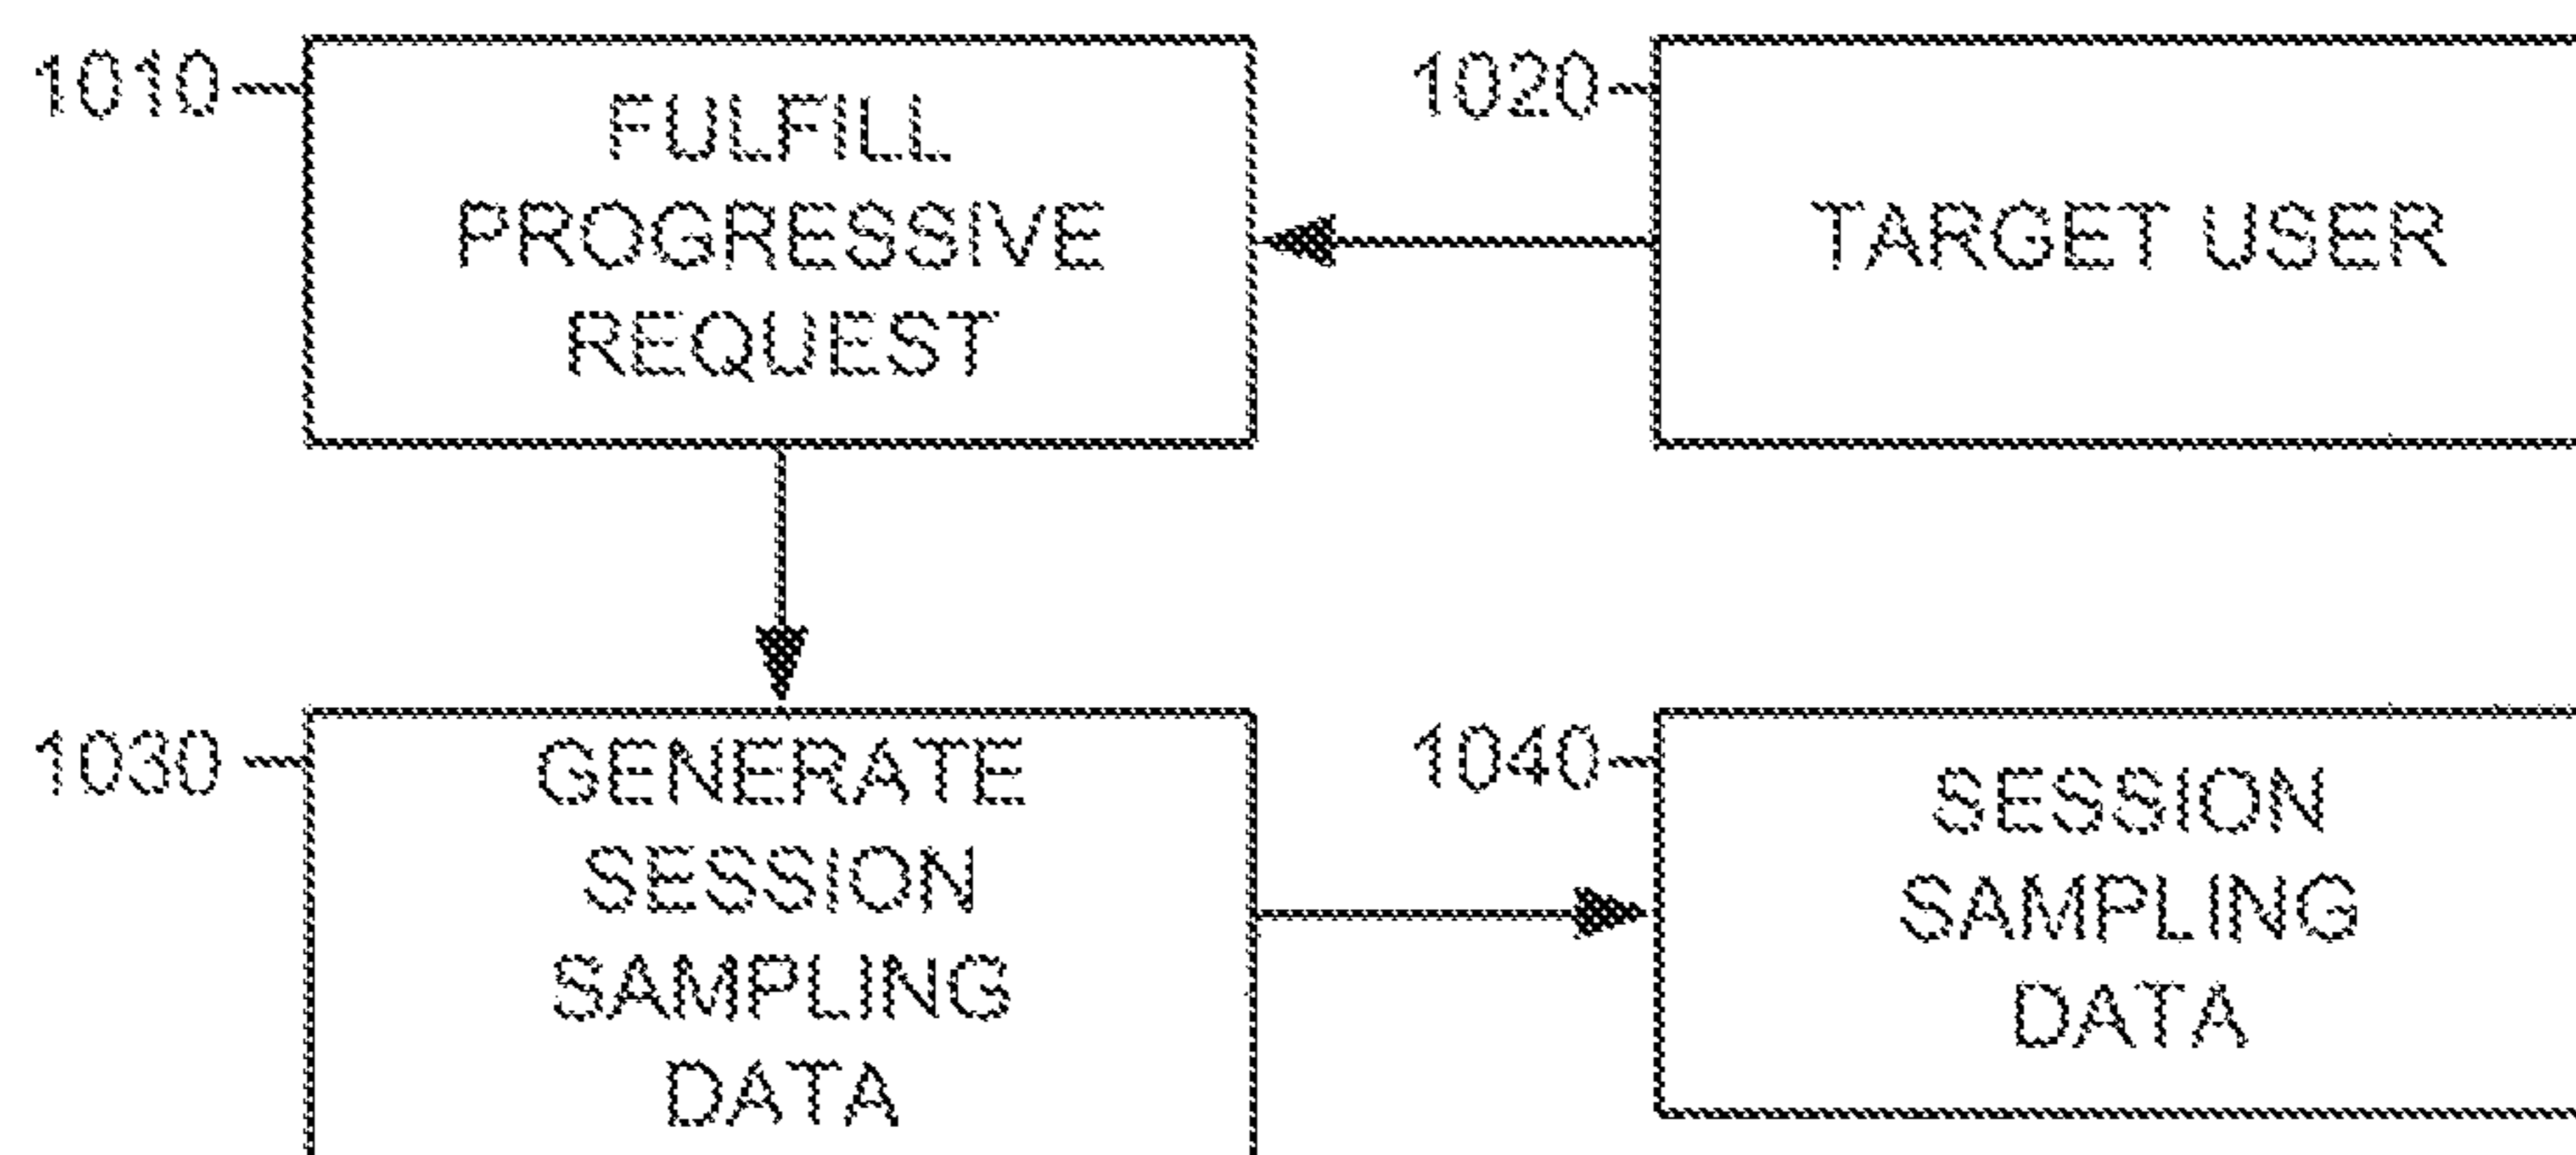 1010
FULFILL
PROGRESSIVE
REQUEST
1020
TARGET USER
1030
GENERATE
SESSION
SAMPLING
DATA
1040
SESSION
SAMPLING
DATA